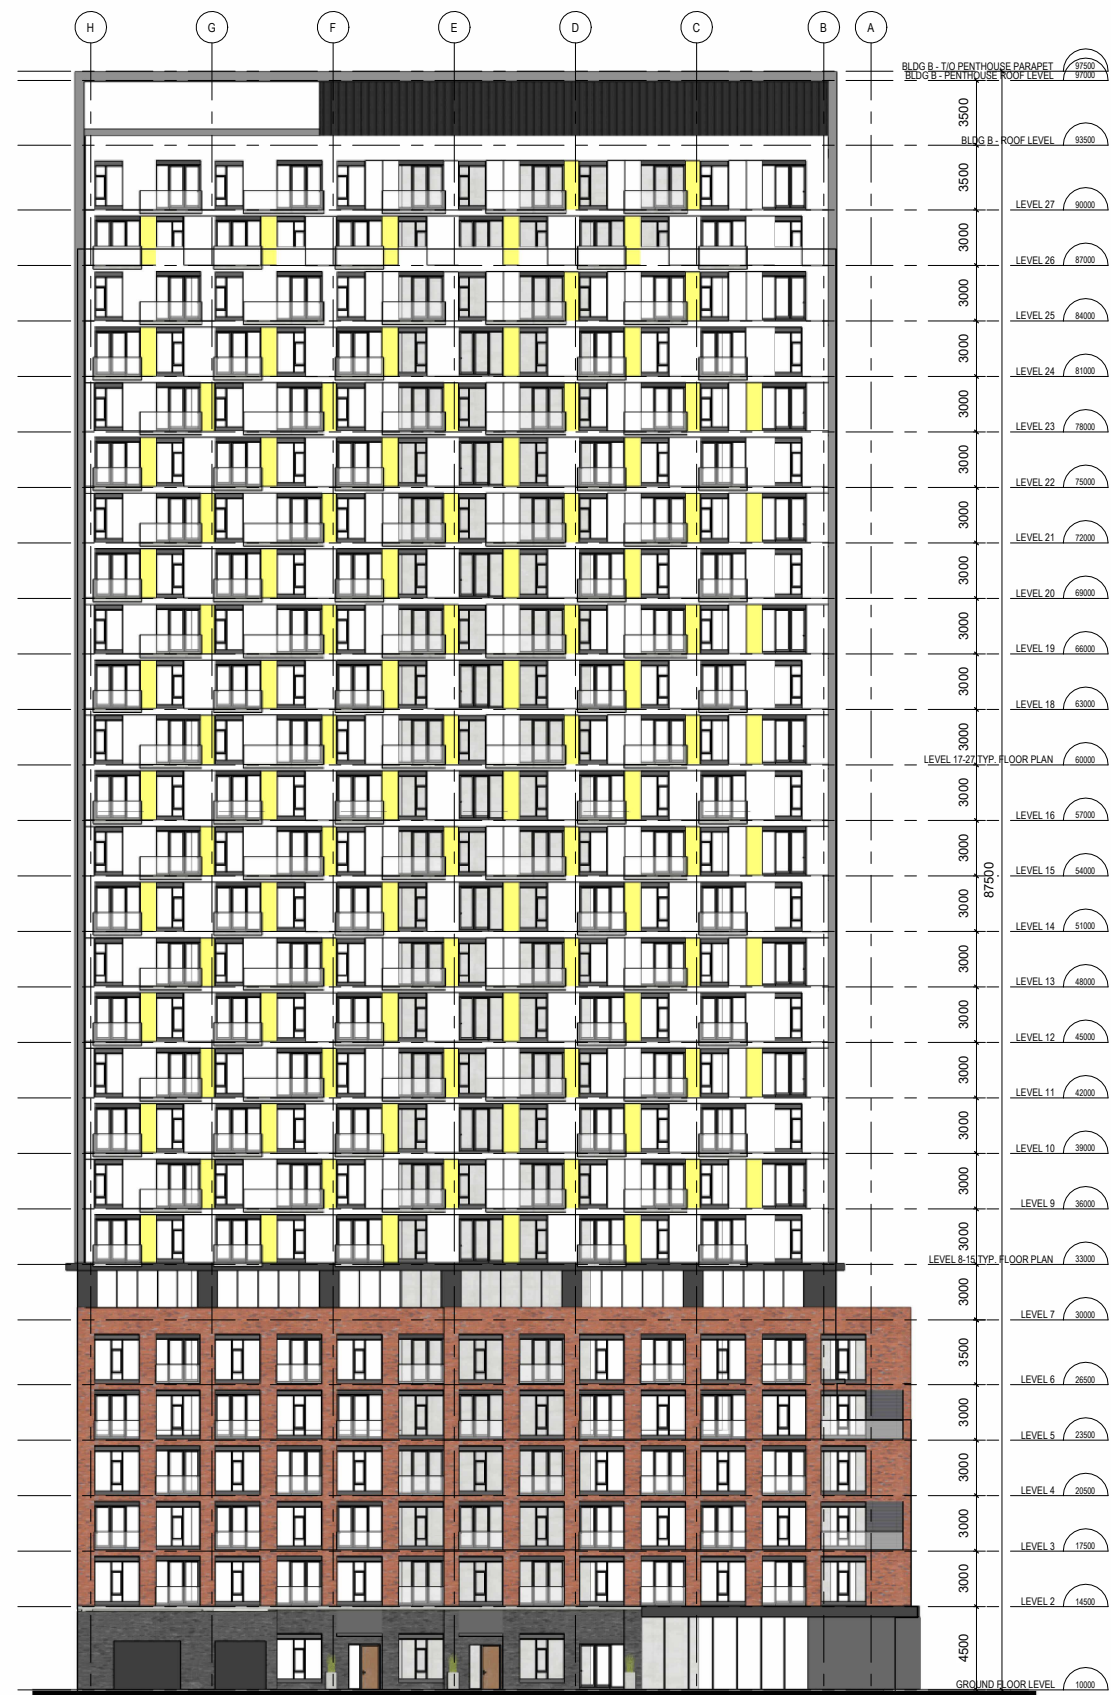 H G F E D C B A
BLDG B - T/O PENTHOUSE PARAPET 97500
BLDG B - PENTHOUSE ROOF LEVEL 97000
3500
BLDG B - ROOF LEVEL 93500
3500
LEVEL 27 90000
3000
LEVEL 26 87000
3000
LEVEL 25 84000
3000
LEVEL 24 81000
3000
LEVEL 23 78000
3000
LEVEL 22 75000
3000
LEVEL 21 72000
3000
LEVEL 20 69000
3000
LEVEL 19 66000
3000
LEVEL 18 63000
3000
LEVEL 17-27 TYP. FLOOR PLAN 60000
3000
LEVEL 16 57000
3000
LEVEL 15 54000
87500
3000
LEVEL 14 51000
3000
LEVEL 13 48000
3000
LEVEL 12 45000
3000
LEVEL 11 42000
3000
LEVEL 10 39000
3000
LEVEL 9 36000
3000
LEVEL 8-15 TYP. FLOOR PLAN 33000
3000
LEVEL 7 30000
3500
LEVEL 6 26500
3000
LEVEL 5 23500
3000
LEVEL 4 20500
3000
LEVEL 3 17500
3000
LEVEL 2 14500
4500
GROUND FLOOR LEVEL 10000